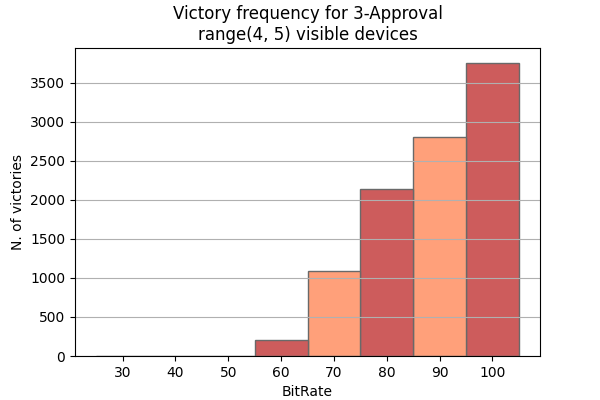 Victory frequency for 3-Approval
range(4, 5) visible devices
N. of victories
3500
3000
2500
2000
1500
1000
500
0
30 40 50 60 70 80 90 100
BitRate